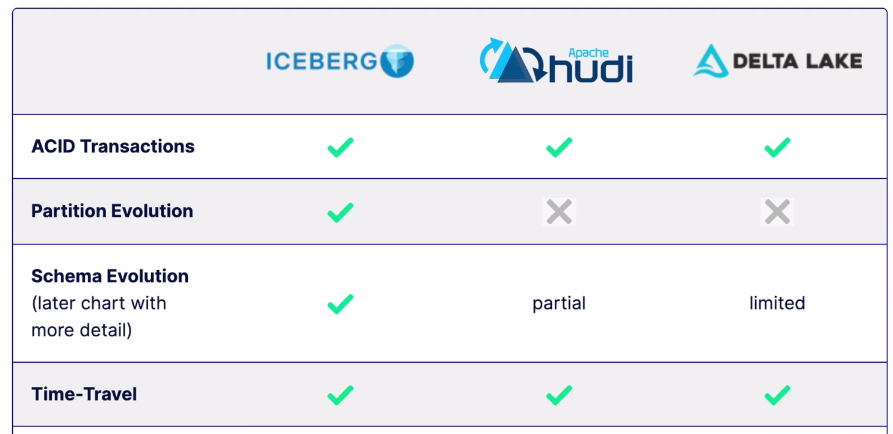 ICEBERG
Apache
hudi
DELTA LAKE
ACID Transactions
Partition Evolution
Schema Evolution
(later chart with
more detail)
partial
limited
Time-Travel